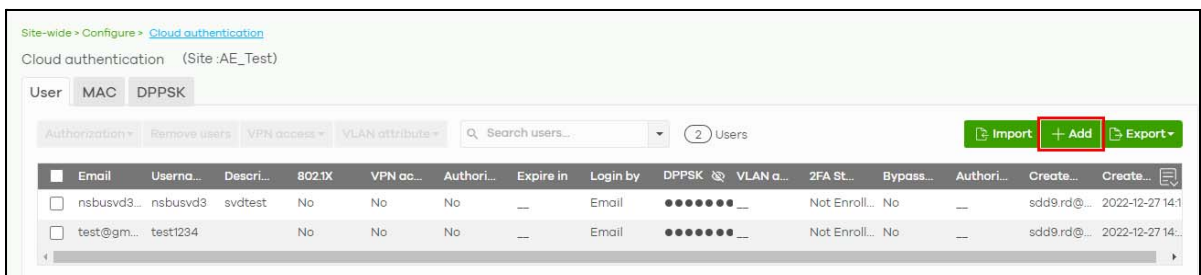 Site-wide > Configure > Cloud authentication
Cloud authentication (Site :AE_Test)
User MAC DPPSK
Authorization Remove users VPN access VLAN attribute Search users... 2 Users Import + Add Export
Email Userna... Descri... 802.1X VPN ac... Authori... Expire in Login by DPPSK VLAN a... 2FA St... Bypass... Authori... Create... Create...
nsbusvd3... nsbusvd3 svdtest No No No __ Email ●●●●●●● __ Not Enroll... No __ sdd9.rd@... 2022-12-27 14:1
test@gm... test1234 No No No __ Email ●●●●●●● __ Not Enroll... No __ sdd9.rd@... 2022-12-27 14:...